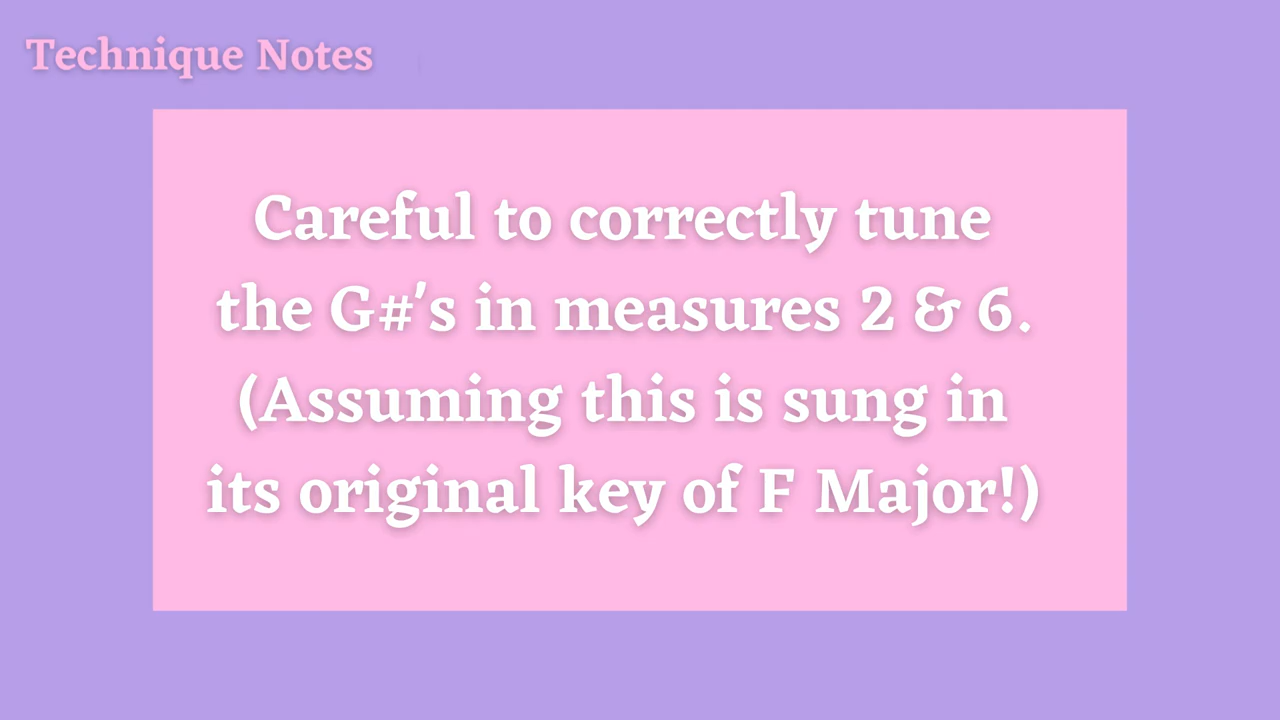 Technique Notes
Careful to correctly tune
the G#'s in measures 2 & 6.
(Assuming this is sung in
its original key of F Major!)